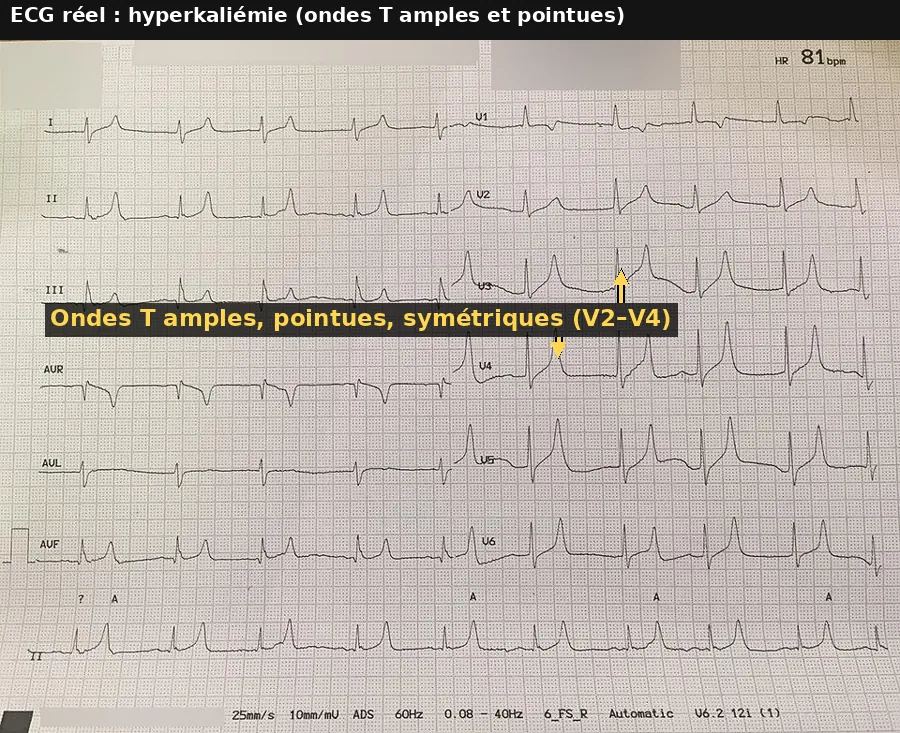 ECG réel : hyperkaliémie (ondes T amples et pointues)
HR 81 bpm
I
V1
II
V2
III
V3
Ondes T amples, pointues, symétriques (V2–V4)
AVR
V4
AVL
V5
AVF
V6
? A A A A
II
25mm/s 10mm/mV ADS 60Hz 0.08 - 40Hz 6_FS_R Automatic V6.2 12i (1)